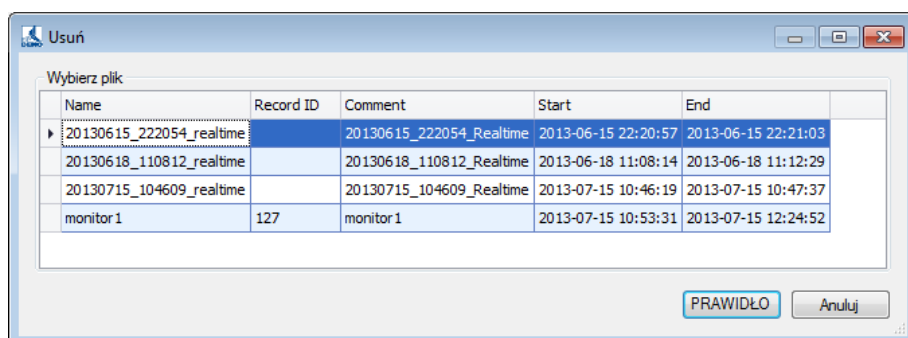 Usuń
Wybierz plik
Name Record ID Comment Start End
20130615_222054_realtime 20130615_222054_Realtime 2013-06-15 22:20:57 2013-06-15 22:21:03
20130618_110812_realtime 20130618_110812_Realtime 2013-06-18 11:08:14 2013-06-18 11:12:29
20130715_104609_realtime 20130715_104609_Realtime 2013-07-15 10:46:19 2013-07-15 10:47:37
monitor1 127 monitor1 2013-07-15 10:53:31 2013-07-15 12:24:52
PRAWIDŁO Anuluj